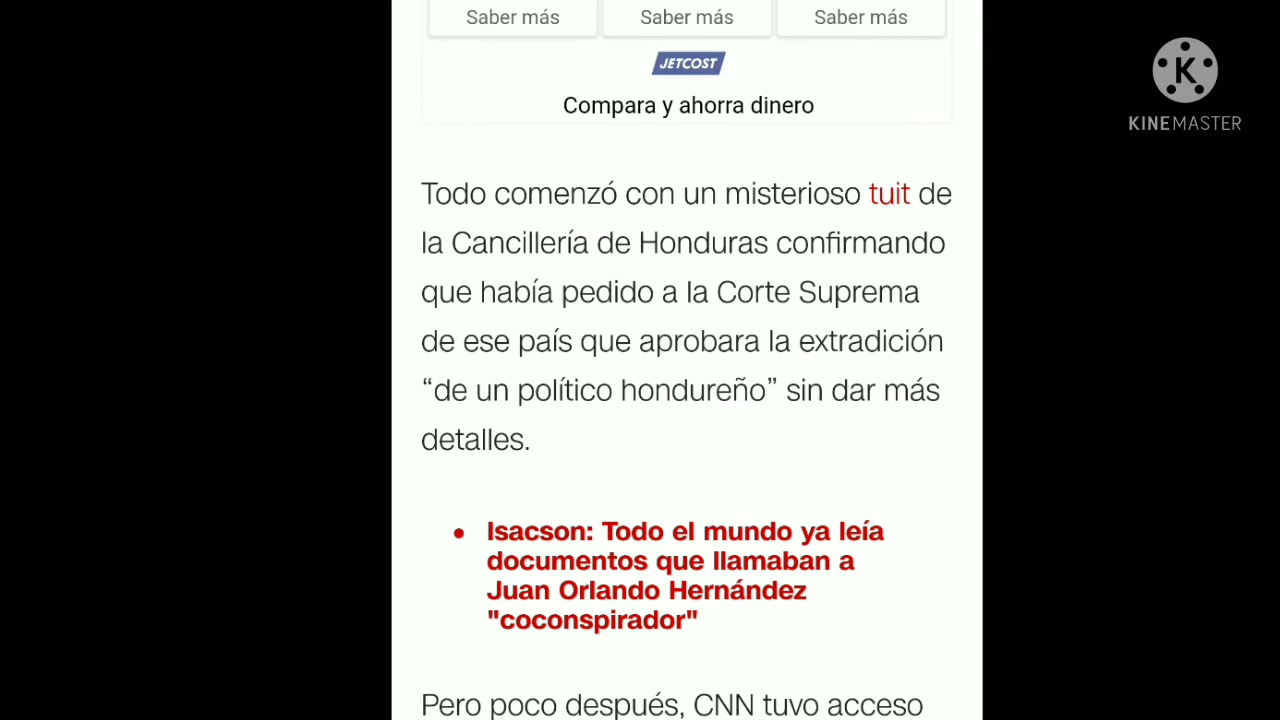 Saber más Saber más Saber más
JETCOST
Compara y ahorra dinero
KINEMASTER
Todo comenzó con un misterioso tuit de
la Cancillería de Honduras confirmando
que había pedido a la Corte Suprema
de ese país que aprobara la extradición
“de un político hondureño” sin dar más
detalles.
• Isacson: Todo el mundo ya leía
documentos que llamaban a
Juan Orlando Hernández
"coconspirador"
Pero poco después, CNN tuvo acceso